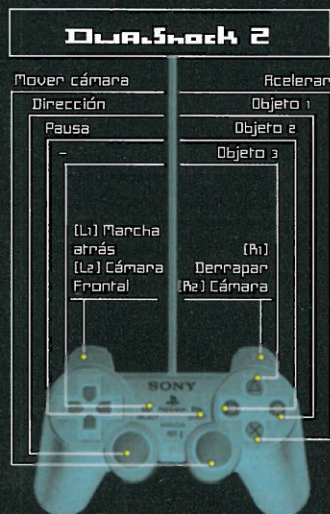 DualShock 2
Mover cámara
Acelerar
Dirección
Objeto 1
Pausa
Objeto 2
–
Objeto 3
[L1] Marcha
atrás
[L2] Cámara
Frontal
[R1]
Derrapar
[R2] Cámara
SONY